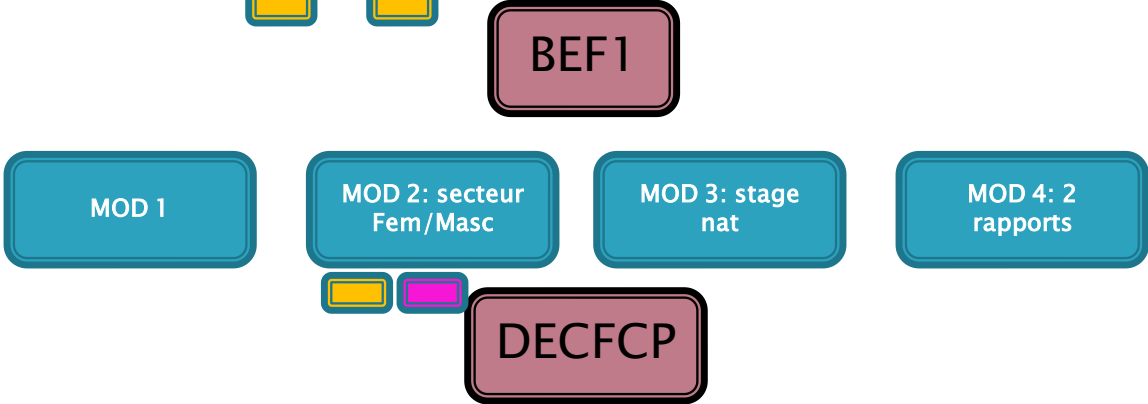 BEF1
MOD 1
MOD 2: secteur
Fem/Masc
MOD 3: stage
nat
MOD 4: 2
rapports
DECFCP